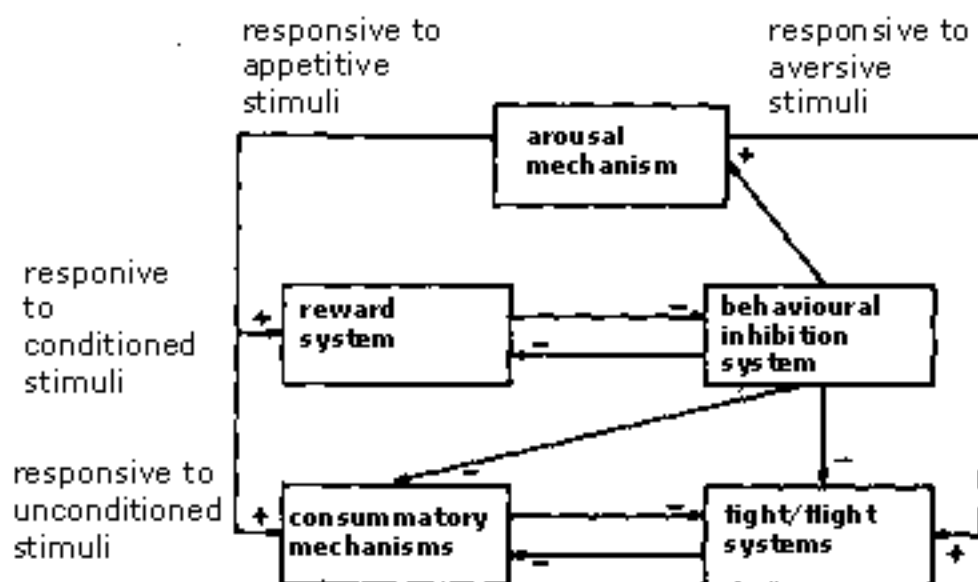 responsive to
appetitive
stimuli
responsive to
aversive
stimuli
arousal
mechanism
+
responive
to
conditioned
stimuli
+
reward
system
-
-
behavioural
inhibition
system
responsive to
unconditioned
stimuli
+
consummatory
mechanisms
-
-
-
-
fight/flight
systems
+